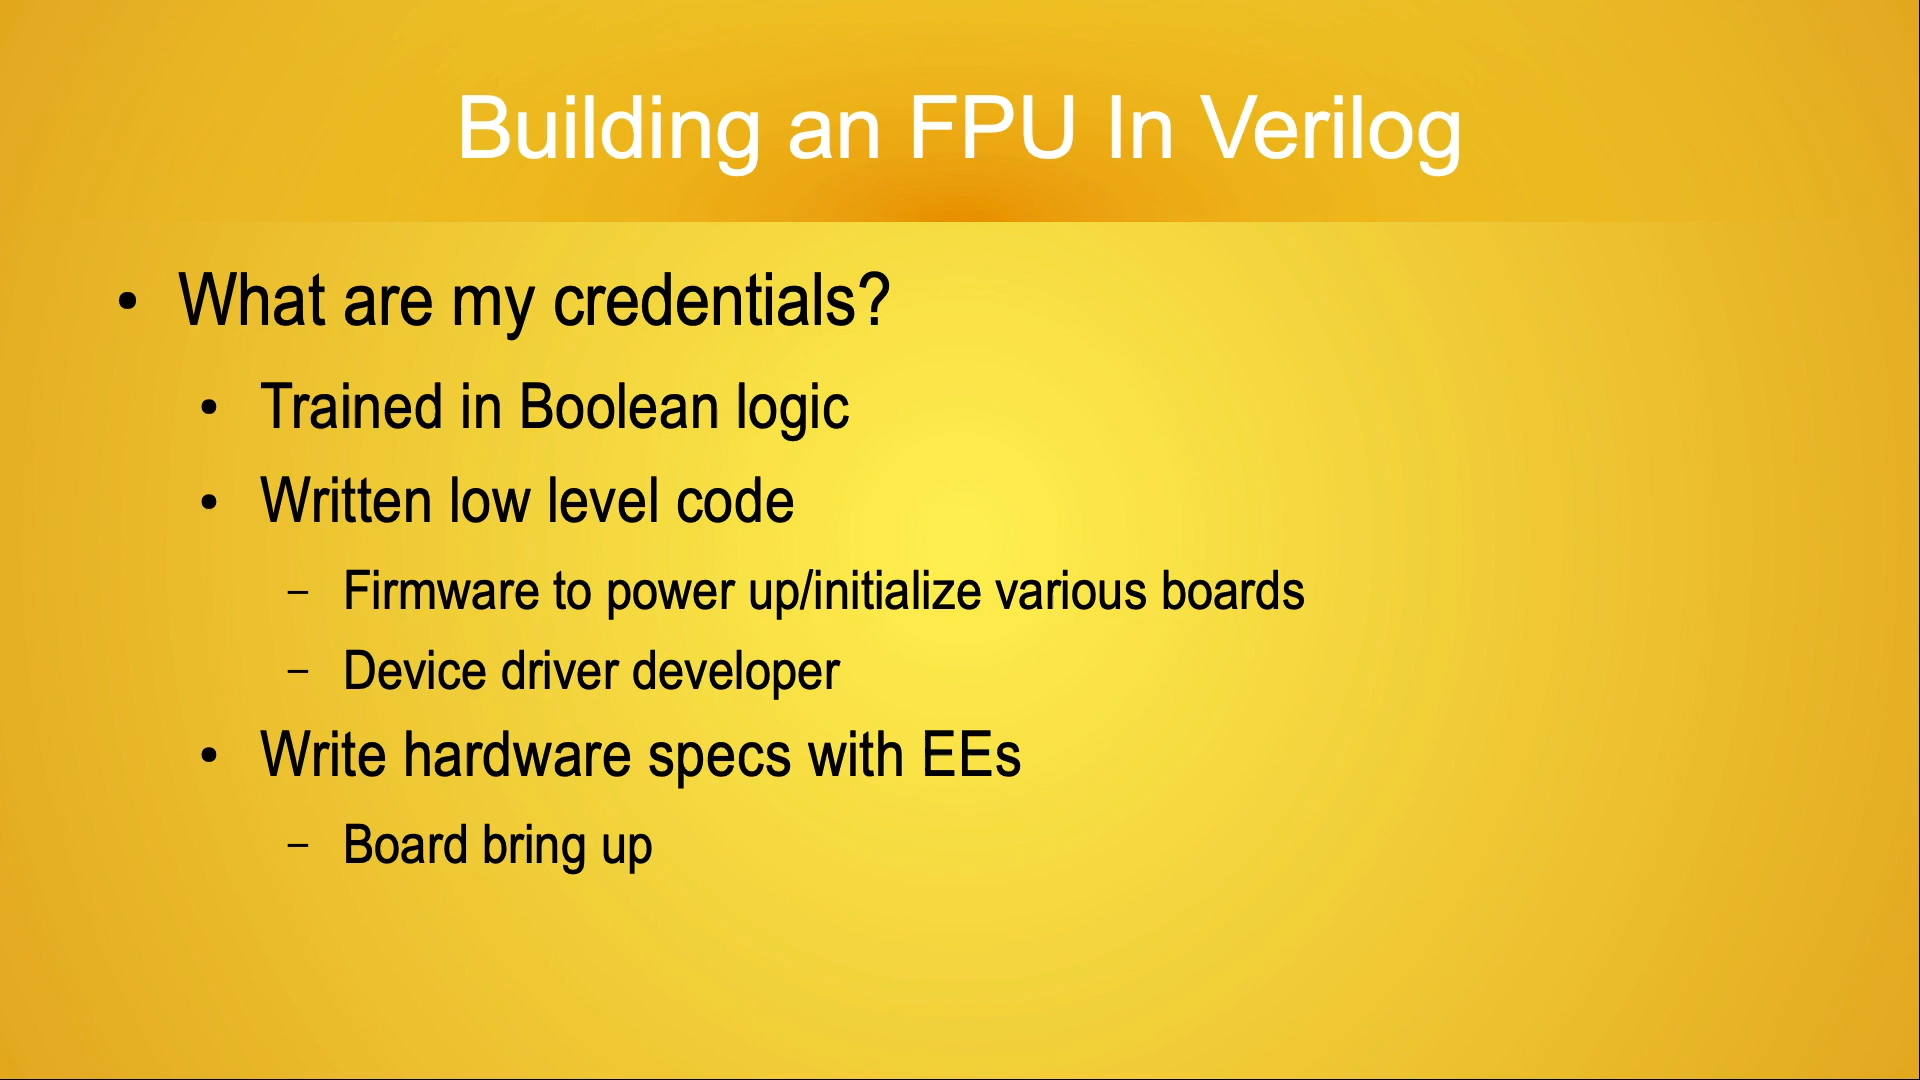 Building an FPU In Verilog
• What are my credentials?
• Trained in Boolean logic
• Written low level code
– Firmware to power up/initialize various boards
– Device driver developer
• Write hardware specs with EEs
– Board bring up